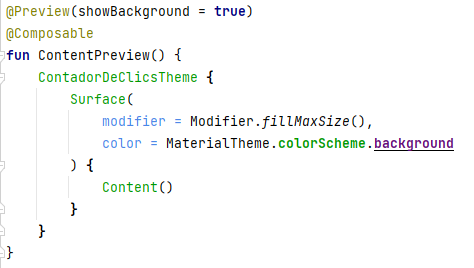 @Preview(showBackground = true)
@Composable
fun ContentPreview() {
    ContadorDeClicsTheme {
        Surface(
            modifier = Modifier.fillMaxSize(),
            color = MaterialTheme.colorScheme.background
        ) {
            Content()
        }
    }
}